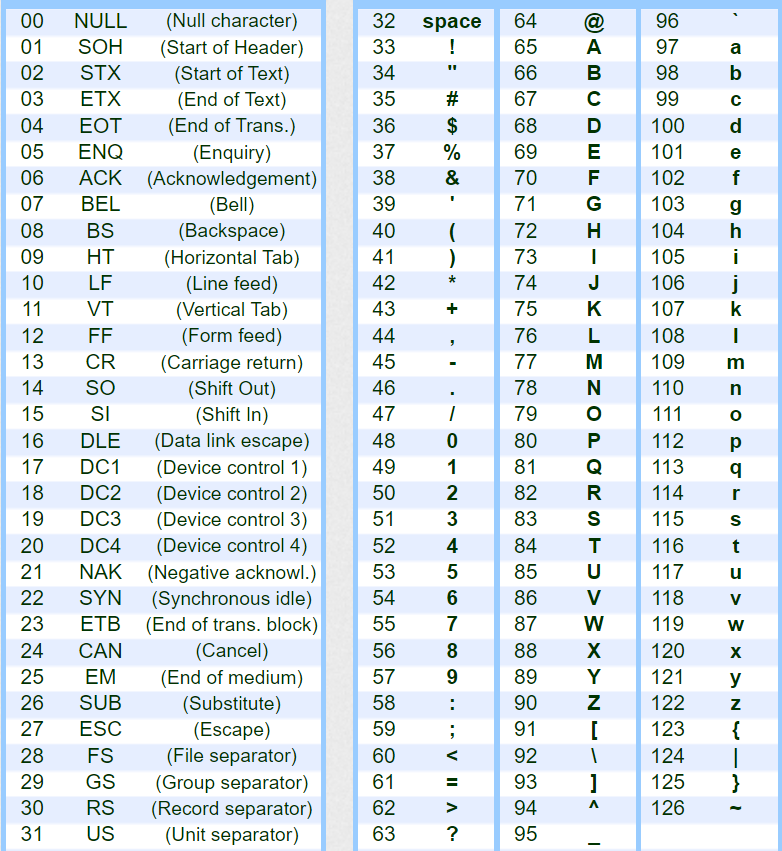 00 NULL (Null character) 32 space 64 @ 96 `
01 SOH (Start of Header) 33 ! 65 A 97 a
02 STX (Start of Text) 34 " 66 B 98 b
03 ETX (End of Text) 35 # 67 C 99 c
04 EOT (End of Trans.) 36 $ 68 D 100 d
05 ENQ (Enquiry) 37 % 69 E 101 e
06 ACK (Acknowledgement) 38 & 70 F 102 f
07 BEL (Bell) 39 ' 71 G 103 g
08 BS (Backspace) 40 ( 72 H 104 h
09 HT (Horizontal Tab) 41 ) 73 I 105 i
10 LF (Line feed) 42 * 74 J 106 j
11 VT (Vertical Tab) 43 + 75 K 107 k
12 FF (Form feed) 44 , 76 L 108 l
13 CR (Carriage return) 45 - 77 M 109 m
14 SO (Shift Out) 46 . 78 N 110 n
15 SI (Shift In) 47 / 79 O 111 o
16 DLE (Data link escape) 48 0 80 P 112 p
17 DC1 (Device control 1) 49 1 81 Q 113 q
18 DC2 (Device control 2) 50 2 82 R 114 r
19 DC3 (Device control 3) 51 3 83 S 115 s
20 DC4 (Device control 4) 52 4 84 T 116 t
21 NAK (Negative acknowl.) 53 5 85 U 117 u
22 SYN (Synchronous idle) 54 6 86 V 118 v
23 ETB (End of trans. block) 55 7 87 W 119 w
24 CAN (Cancel) 56 8 88 X 120 x
25 EM (End of medium) 57 9 89 Y 121 y
26 SUB (Substitute) 58 : 90 Z 122 z
27 ESC (Escape) 59 ; 91 [ 123 {
28 FS (File separator) 60 < 92 \ 124 |
29 GS (Group separator) 61 = 93 ] 125 }
30 RS (Record separator) 62 > 94 ^ 126 ~
31 US (Unit separator) 63 ? 95 _